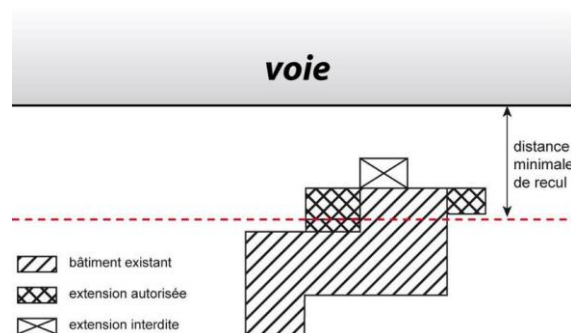 voie
distance
minimale
de recul
bâtiment existant
extension autorisée
extension interdite